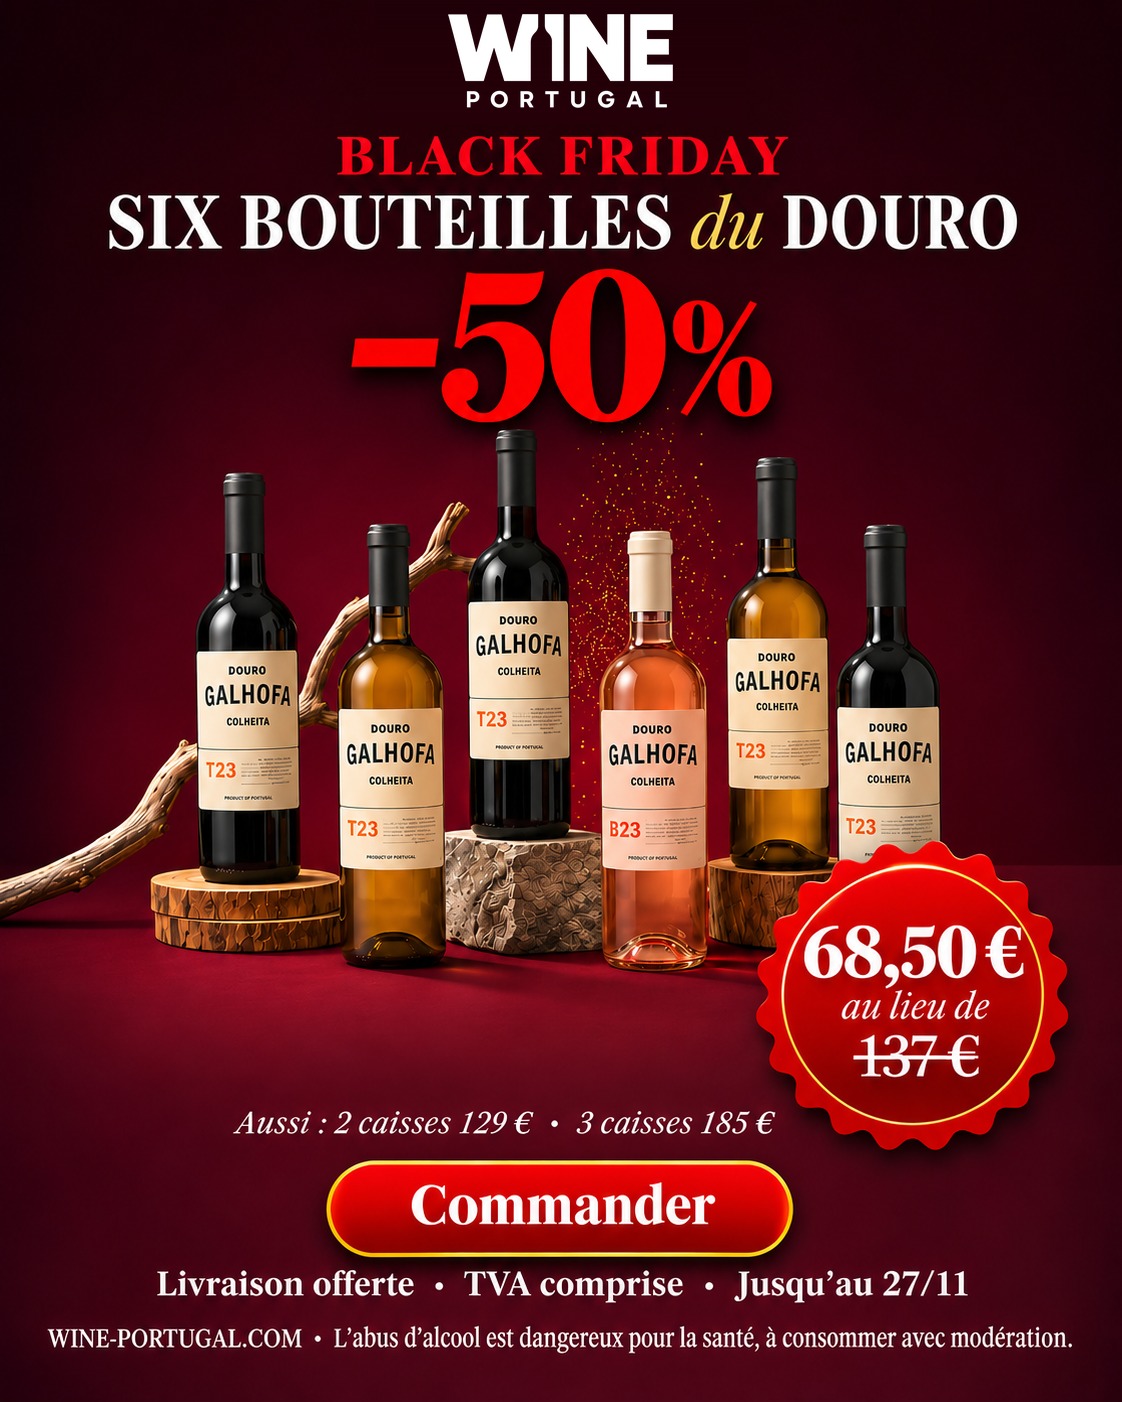 WINE
PORTUGAL
BLACK FRIDAY
SIX BOUTEILLES du DOURO
-50%
DOURO
GALHOFA
COLHEITA
T23
PRODUCT OF PORTUGAL
DOURO
GALHOFA
COLHEITA
T23
PRODUCT OF PORTUGAL
DOURO
GALHOFA
COLHEITA
T23
PRODUCT OF PORTUGAL
DOURO
GALHOFA
COLHEITA
B23
PRODUCT OF PORTUGAL
DOURO
GALHOFA
COLHEITA
T23
PRODUCT OF PORTUGAL
DOURO
GALHOFA
COLHEITA
T23
68,50 €
au lieu de
137 €
Aussi : 2 caisses 129 € • 3 caisses 185 €
Commander
Livraison offerte • TVA comprise • Jusqu’au 27/11
WINE-PORTUGAL.COM • L’abus d’alcool est dangereux pour la santé, à consommer avec modération.